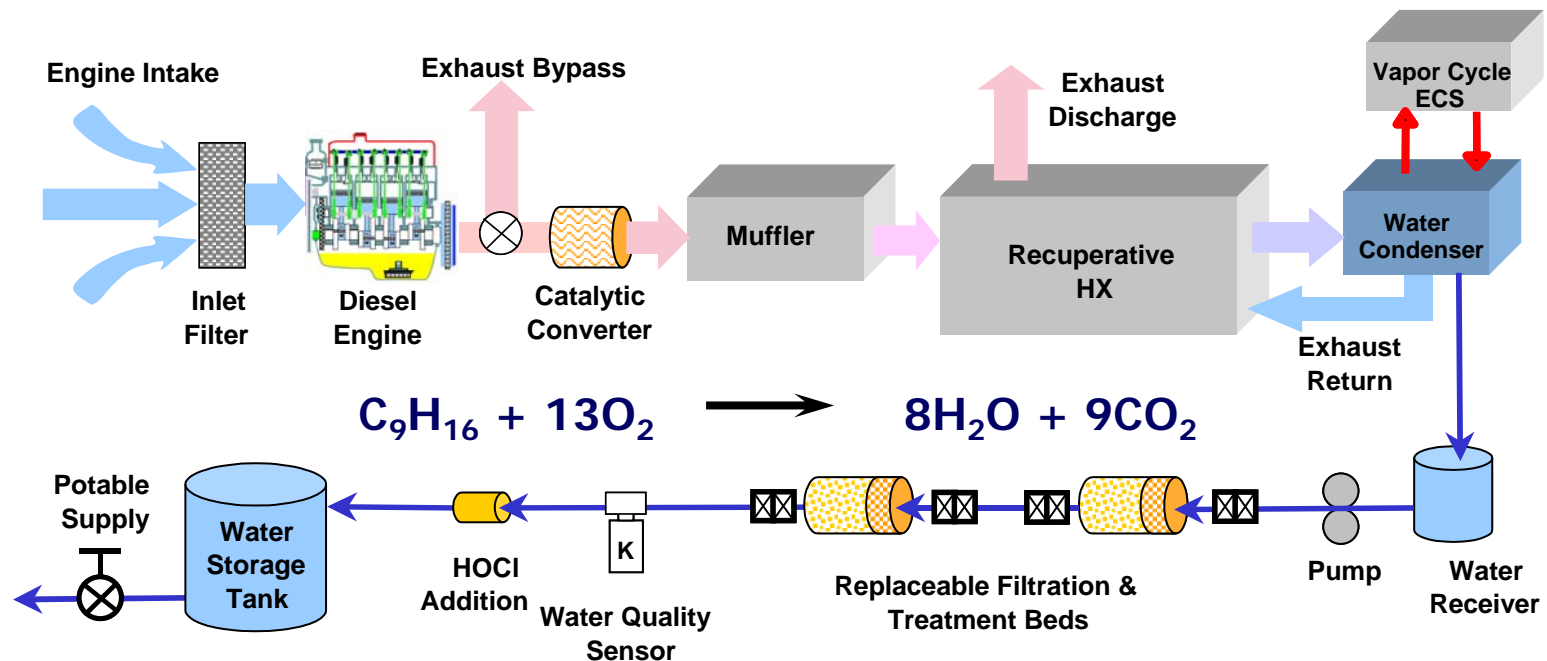 Engine Intake
Exhaust Bypass
Exhaust
Discharge
Vapor Cycle
ECS
Inlet
Filter
Diesel
Engine
Catalytic
Converter
Muffler
Recuperative
HX
Water
Condenser
Exhaust
Return
C₉H₁₆ + 13O₂ 8H₂O + 9CO₂
Potable
Supply
Water
Storage
Tank
HOCl
Addition
K
Water Quality
Sensor
Replaceable Filtration &
Treatment Beds
Pump
Water
Receiver